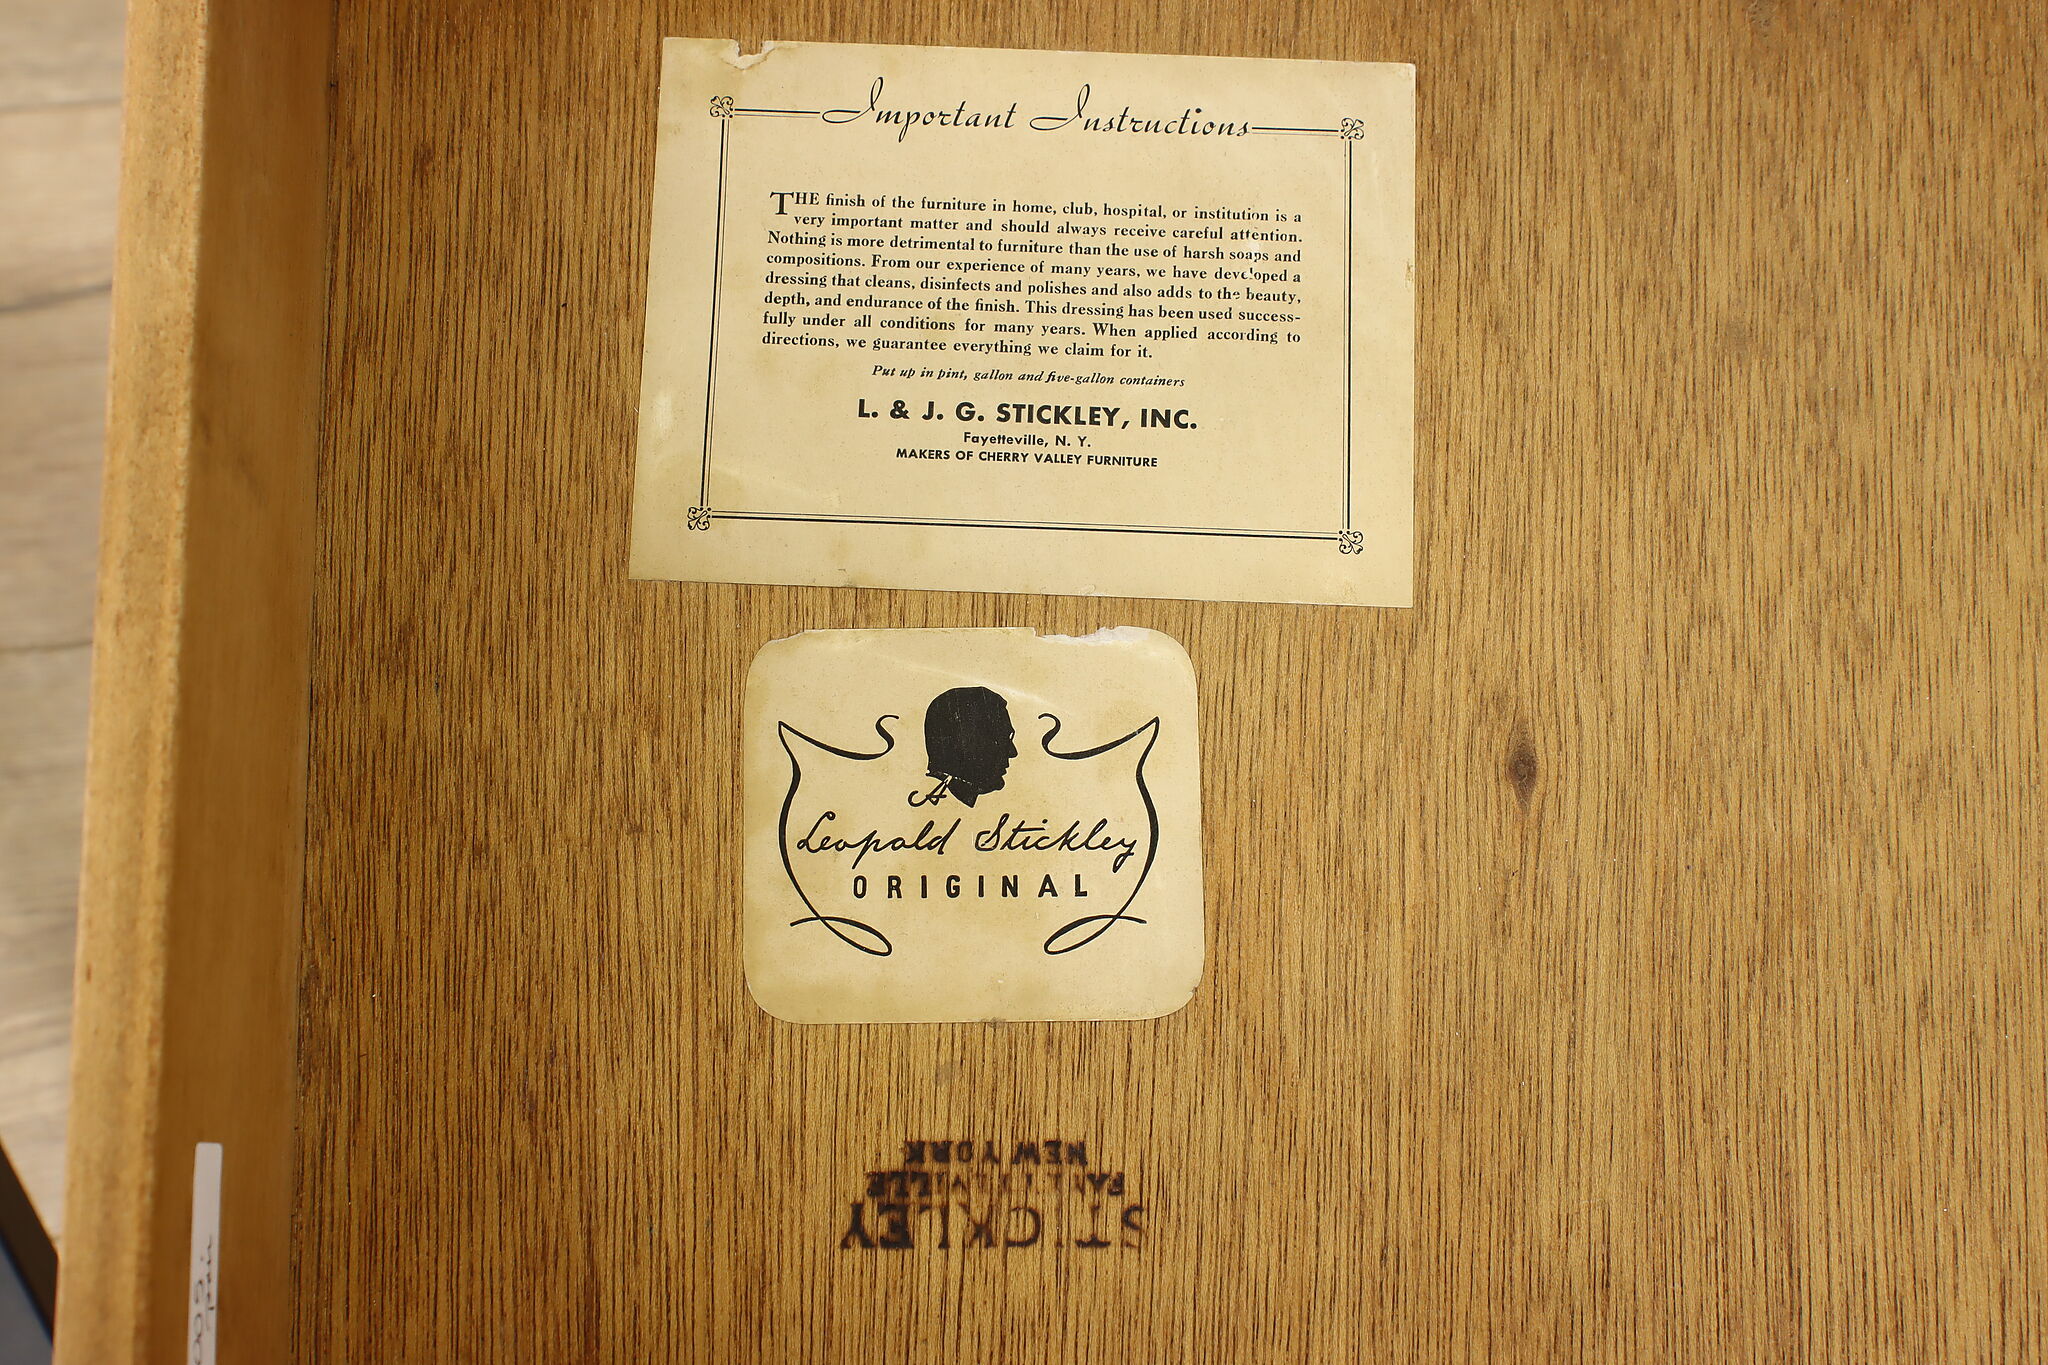 Important Instructions
THE finish of the furniture in home, club, hospital, or institution is a
very important matter and should always receive careful attention.
Nothing is more detrimental to furniture than the use of harsh soaps and
compositions. From our experience of many years, we have developed a
dressing that cleans, disinfects and polishes and also adds to the beauty,
depth, and endurance of the finish. This dressing has been used success-
fully under all conditions for many years. When applied according to
directions, we guarantee everything we claim for it.
Put up in pint, gallon and five-gallon containers
L. & J. G. STICKLEY, INC.
Fayetteville, N. Y.
MAKERS OF CHERRY VALLEY FURNITURE
A
Leopold Stickley
ORIGINAL
STICKLEY
FAYETTEVILLE
NEW YORK